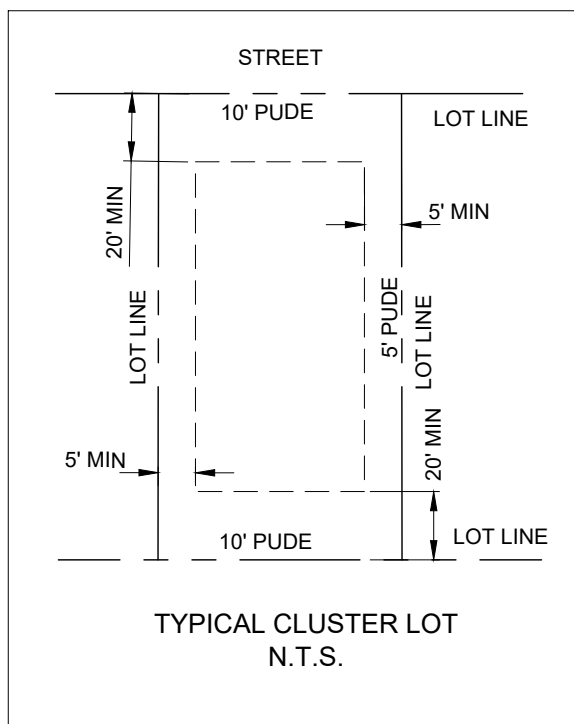 STREET
10' PUDE
LOT LINE
20' MIN
5' MIN
LOT LINE
5' PUDE
LOT LINE
5' MIN
20' MIN
10' PUDE
LOT LINE
TYPICAL CLUSTER LOT
N.T.S.